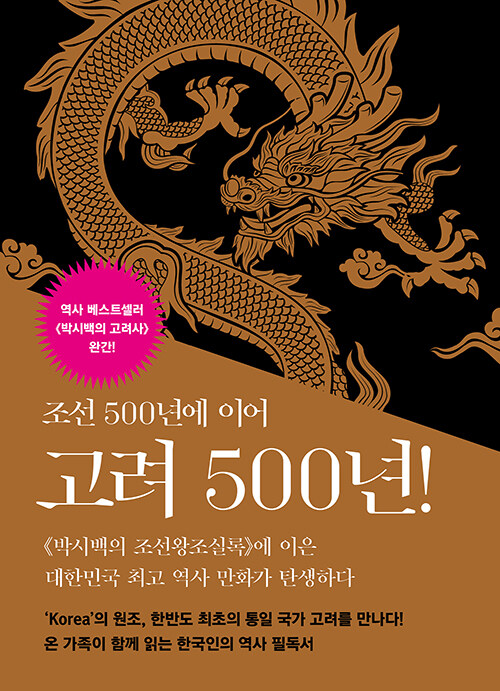 역사 베스트셀러
《박시백의 고려사》
완간!
조선 500년에 이어
고려 500년!
《박시백의 조선왕조실록》에 이은
대한민국 최고 역사 만화가 탄생하다
‘Korea’의 원조, 한반도 최초의 통일 국가 고려를 만나다!
온 가족이 함께 읽는 한국인의 역사 필독서